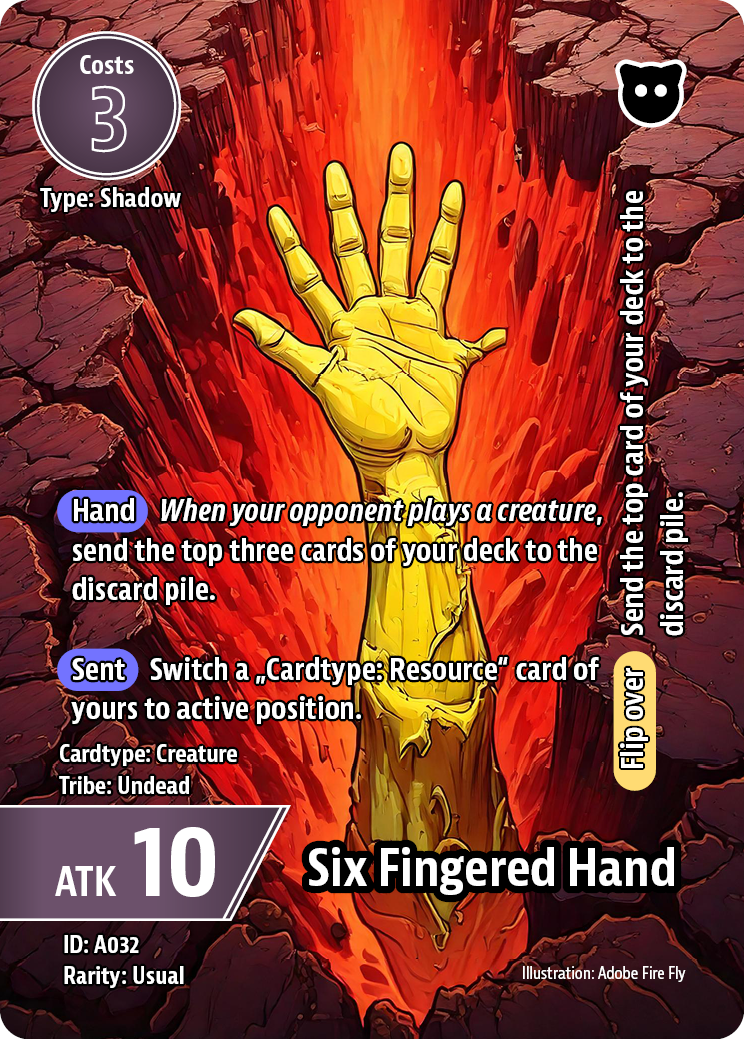 Costs
3
Type: Shadow
Hand When your opponent plays a creature,
send the top three cards of your deck to the
discard pile.
Sent Switch a „Cardtype: Resource” card of
yours to active position.
Cardtype: Creature
Tribe: Undead
ATK 10
Six Fingered Hand
ID: A032
Rarity: Usual
Illustration: Adobe Fire Fly
Flip over Send the top card of your deck to the
discard pile.